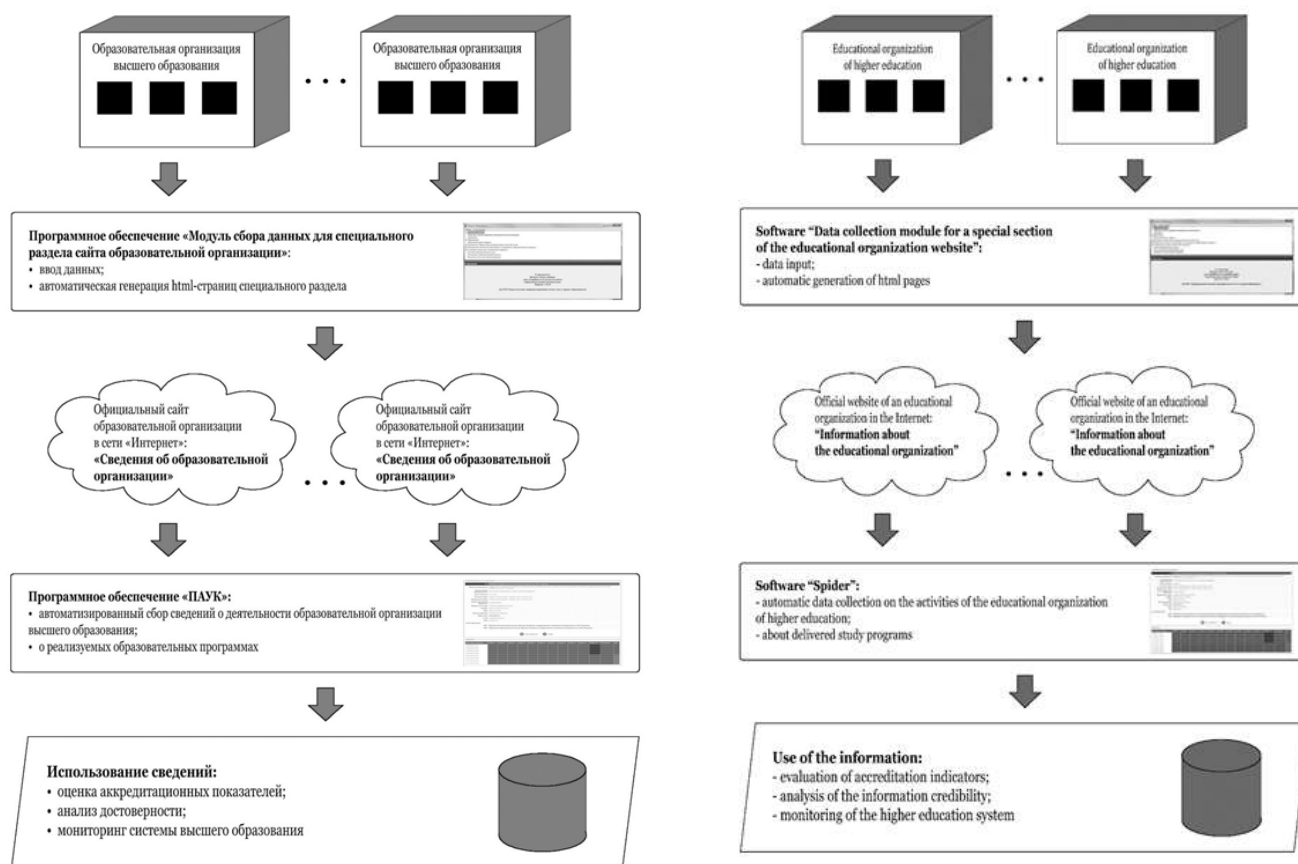 Образовательная организация
высшего образования
Образовательная организация
высшего образования
Программное обеспечение «Модуль сбора данных для специального
раздела сайта образовательной организации»:
• ввод данных;
• автоматическая генерация html-страниц специального раздела
Официальный сайт
образовательной организации
в сети «Интернет»:
«Сведения об образовательной
организации»
Официальный сайт
образовательной организации
в сети «Интернет»:
«Сведения об образовательной
организации»
Программное обеспечение «ПАУК»:
• автоматизированный сбор сведений о деятельности образовательной организации
высшего образования;
• о реализуемых образовательных программах
Использование сведений:
• оценка аккредитационных показателей;
• анализ достоверности;
• мониторинг системы высшего образования
Educational organization
of higher education
Educational organization
of higher education
Software “Data collection module for a special section
of the educational organization website”:
- data input;
- automatic generation of html pages
Official website of an educational
organization in the Internet:
“Information about
the educational organization”
Official website of an educational
organization in the Internet:
“Information about
the educational organization”
Software “Spider”:
- automatic data collection on the activities of the educational organization
of higher education;
- about delivered study programs
Use of the information:
- evaluation of accreditation indicators;
- analysis of the information credibility;
- monitoring of the higher education system